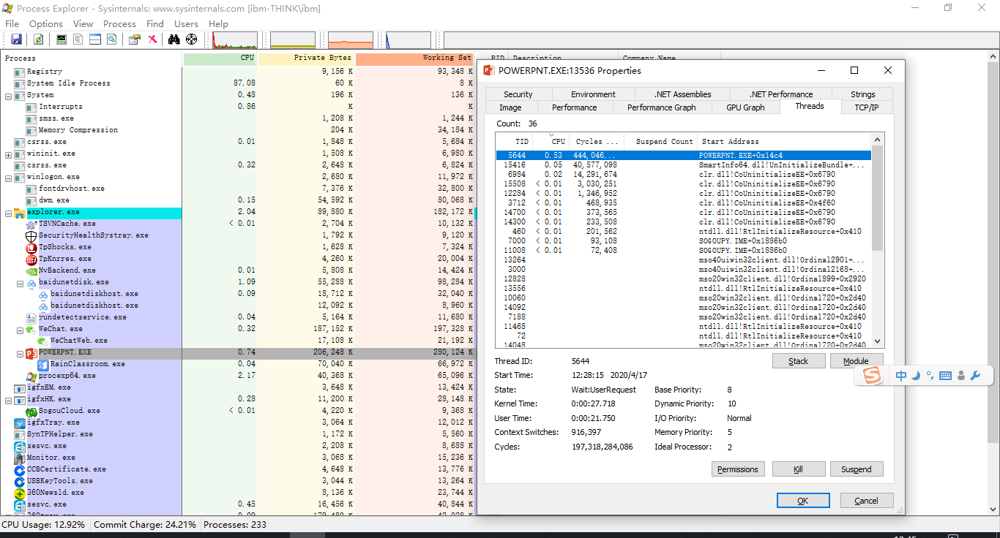 Process Explorer - Sysinternals: www.sysinternals.com [ibm-THINK\ibm]
File Options View Process Find Users Help
Process CPU Private Bytes Working Set PID Description Company Name
Registry 9,156 K 93,348 K
System Idle Process 87.08 60 K 8 K
System 0.48 196 K 136 K
Interrupts 0.86 K K
smss.exe 1,208 K 1,244 K
Memory Compression 204 K 34,184 K
csrss.exe 0.01 1,848 K 5,684 K
wininit.exe 1,508 K 6,980 K
csrss.exe 0.32 2,648 K 6,824 K
winlogon.exe 2,680 K 11,972 K
fontdrvhost.exe 7,376 K 32,800 K
dwm.exe 0.15 54,592 K 80,068 K
explorer.exe 2.04 89,880 K 182,172 K
TSVNCache.exe < 0.01 2,704 K 10,132 K
SecurityHealthSystray.exe 1,792 K 9,120 K
TpShocks.exe 1,628 K 7,324 K
TpKnrres.exe 4,260 K 20,004 K
NvBackend.exe 0.01 5,808 K 14,424 K
baidunetdisk.exe 1.09 55,288 K 98,284 K
baidunetdiskhost.exe 0.09 18,712 K 32,040 K
baidunetdiskhost.exe 12,092 K 8,960 K
yundetectservice.exe 0.04 5,164 K 11,680 K
WeChat.exe 0.32 187,152 K 197,328 K
WeChatWeb.exe 17,108 K 21,192 K
POWERPNT.EXE 0.74 206,248 K 280,124 K
RainClassroom.exe 0.04 70,040 K 66,972 K
procexp64.exe 2.17 40,368 K 65,096 K
igfxEM.exe 3,648 K 13,424 K
igfxHK.exe 0.28 11,200 K 28,148 K
SogouCloud.exe < 0.01 4,220 K 9,368 K
igfxTray.exe 3,064 K 12,012 K
SynTPHelper.exe 1,172 K 5,560 K
sesvc.exe 2,208 K 8,688 K
Monitor.exe 3,068 K 15,236 K
CCBCertificate.exe 4,648 K 13,776 K
USBKeyTools.exe 3,044 K 13,264 K
360Newsld.exe 8,136 K 23,744 K
sesvc.exe 0.45 16,456 K 40,844 K
CPU Usage: 12.92% Commit Charge: 24.21% Processes: 233
POWERPNT.EXE:13536 Properties
Security Environment .NET Assemblies .NET Performance Strings
Image Performance Performance Graph GPU Graph Threads TCP/IP
Count: 36
TID CPU Cycles ... Suspend Count Start Address
5644 0.53 444,046... POWERPNT.EXE+0x14c4
15416 0.05 40,577,098 SmartInfo64.dll!UnInitializeBundle+...
6984 0.02 14,291,674 clr.dll!CoUninitializeEE+0x6790
15508 < 0.01 3,030,251 clr.dll!CoUninitializeEE+0x6790
12284 < 0.01 1,346,952 clr.dll!CoUninitializeEE+0x6790
3712 < 0.01 468,935 clr.dll!CoUninitializeEE+0x4f60
14700 < 0.01 373,565 clr.dll!CoUninitializeEE+0x6790
14300 < 0.01 233,508 clr.dll!CoUninitializeEE+0x6790
460 < 0.01 201,562 ntdll.dll!RtlInitializeResource+0x410
7000 < 0.01 93,108 SOGOUPY.IME+0x1886b0
11008 < 0.01 72,408 SOGOUPY.IME+0x1886b0
13264 mso40uiwin32client.dll!Ordinal2901+...
3000 mso40uiwin32client.dll!Ordinal2168+...
12828 mso20win32client.dll!Ordinal899+0x2920
13556 ntdll.dll!RtlInitializeResource+0x410
10060 mso20win32client.dll!Ordinal720+0x2d40
14092 mso20win32client.dll!Ordinal720+0x2d40
7188 mso20win32client.dll!Ordinal720+0x2d40
11468 ntdll.dll!RtlInitializeResource+0x410
72 ntdll.dll!RtlInitializeResource+0x410
14048 mso20win32client.dll!Ordinal720+0x2d40
Thread ID: 5644 Stack Module
Start Time: 12:28:15 2020/4/17
State: Wait:UserRequest Base Priority: 8
Kernel Time: 0:00:27.718 Dynamic Priority: 10
User Time: 0:00:21.750 I/O Priority: Normal
Context Switches: 916,397 Memory Priority: 5
Cycles: 197,318,284,086 Ideal Processor: 2
Permissions Kill Suspend
OK Cancel
中